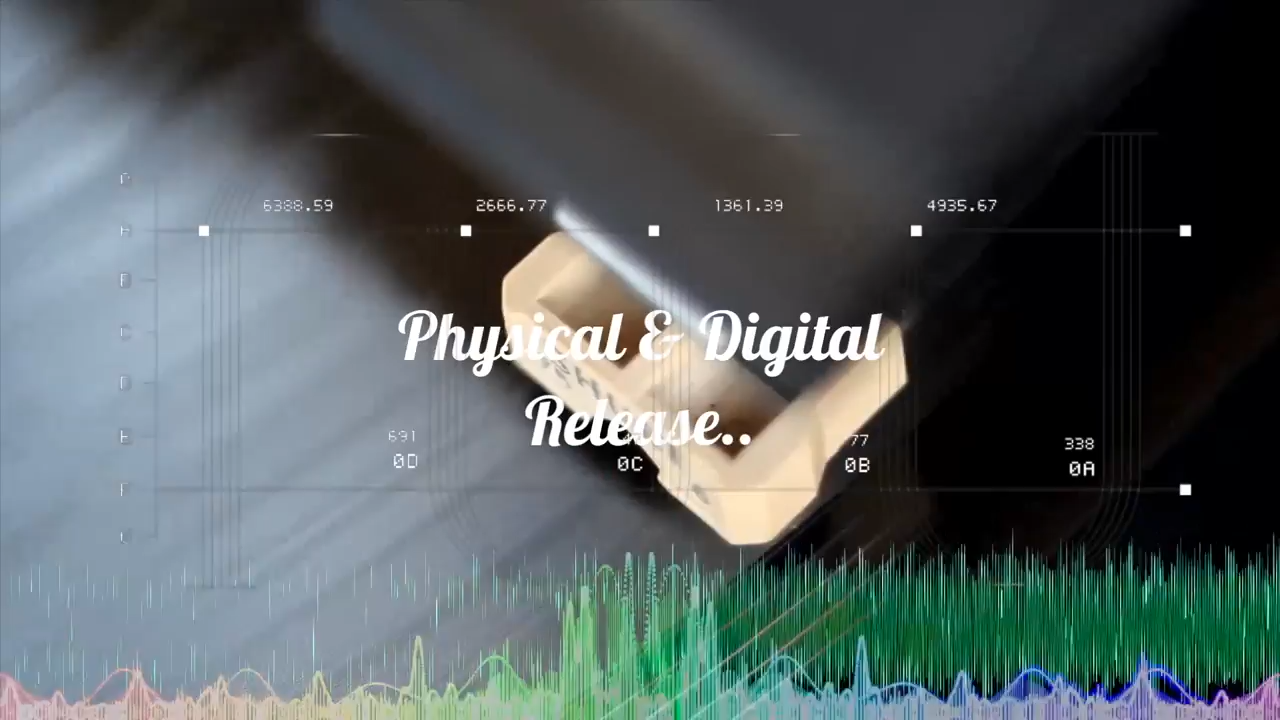 6388.59 2666.77 1361.39 4935.67
Physical & Digital
Release..
691 77 338
0D 0C 0B 0A